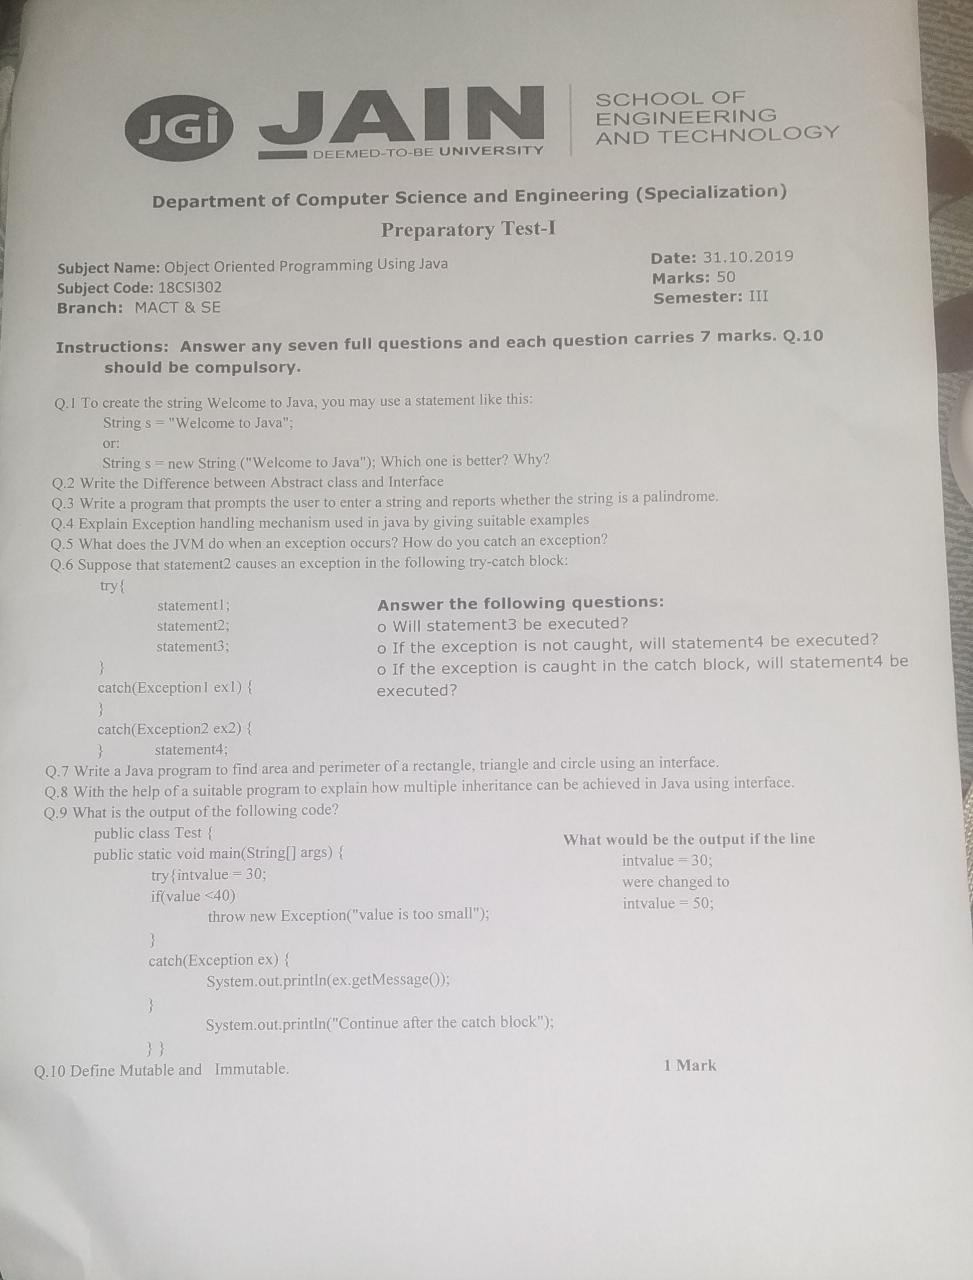 JGi JAIN
DEEMED-TO-BE UNIVERSITY
SCHOOL OF
ENGINEERING
AND TECHNOLOGY
Department of Computer Science and Engineering (Specialization)
Preparatory Test-I
Subject Name: Object Oriented Programming Using Java
Subject Code: 18CSI302
Branch: MACT & SE
Date: 31.10.2019
Marks: 50
Semester: III
Instructions: Answer any seven full questions and each question carries 7 marks. Q.10
should be compulsory.
Q.1 To create the string Welcome to Java, you may use a statement like this:
String s = "Welcome to Java";
or:
String s = new String ("Welcome to Java"); Which one is better? Why?
Q.2 Write the Difference between Abstract class and Interface
Q.3 Write a program that prompts the user to enter a string and reports whether the string is a palindrome.
Q.4 Explain Exception handling mechanism used in java by giving suitable examples
Q.5 What does the JVM do when an exception occurs? How do you catch an exception?
Q.6 Suppose that statement2 causes an exception in the following try-catch block:
try{
statement1;
statement2;
statement3;
}
catch(Exception1 ex1) {
}
catch(Exception2 ex2) {
} statement4;
Answer the following questions:
o Will statement3 be executed?
o If the exception is not caught, will statement4 be executed?
o If the exception is caught in the catch block, will statement4 be
executed?
Q.7 Write a Java program to find area and perimeter of a rectangle, triangle and circle using an interface.
Q.8 With the help of a suitable program to explain how multiple inheritance can be achieved in Java using interface.
Q.9 What is the output of the following code?
public class Test {
public static void main(String[] args) {
try{intvalue = 30;
if(value <40)
throw new Exception("value is too small");
}
catch(Exception ex) {
System.out.println(ex.getMessage());
}
System.out.println("Continue after the catch block");
} }
What would be the output if the line
intvalue = 30;
were changed to
intvalue = 50;
Q.10 Define Mutable and Immutable.
1 Mark